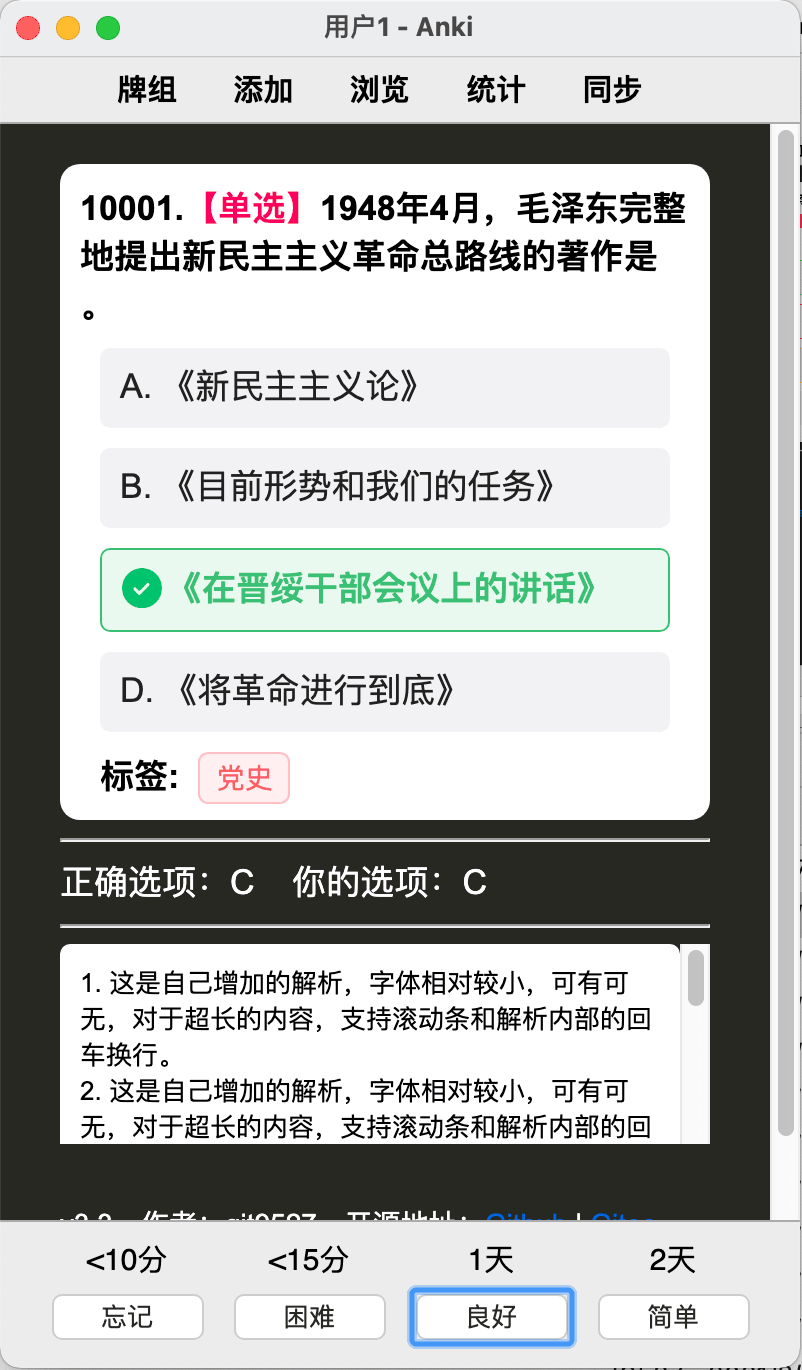 用户1 - Anki
牌组 添加 浏览 统计 同步
10001.【单选】1948年4月，毛泽东完整
地提出新民主主义革命总路线的著作是
。
A. 《新民主主义论》
B. 《目前形势和我们的任务》
《在晋绥干部会议上的讲话》
D. 《将革命进行到底》
标签: 党史
正确选项：C 你的选项：C
1. 这是自己增加的解析，字体相对较小，可有可
无，对于超长的内容，支持滚动条和解析内部的回
车换行。
2. 这是自己增加的解析，字体相对较小，可有可
无，对于超长的内容，支持滚动条和解析内部的回
<10分 <15分 1天 2天
忘记 困难 良好 简单